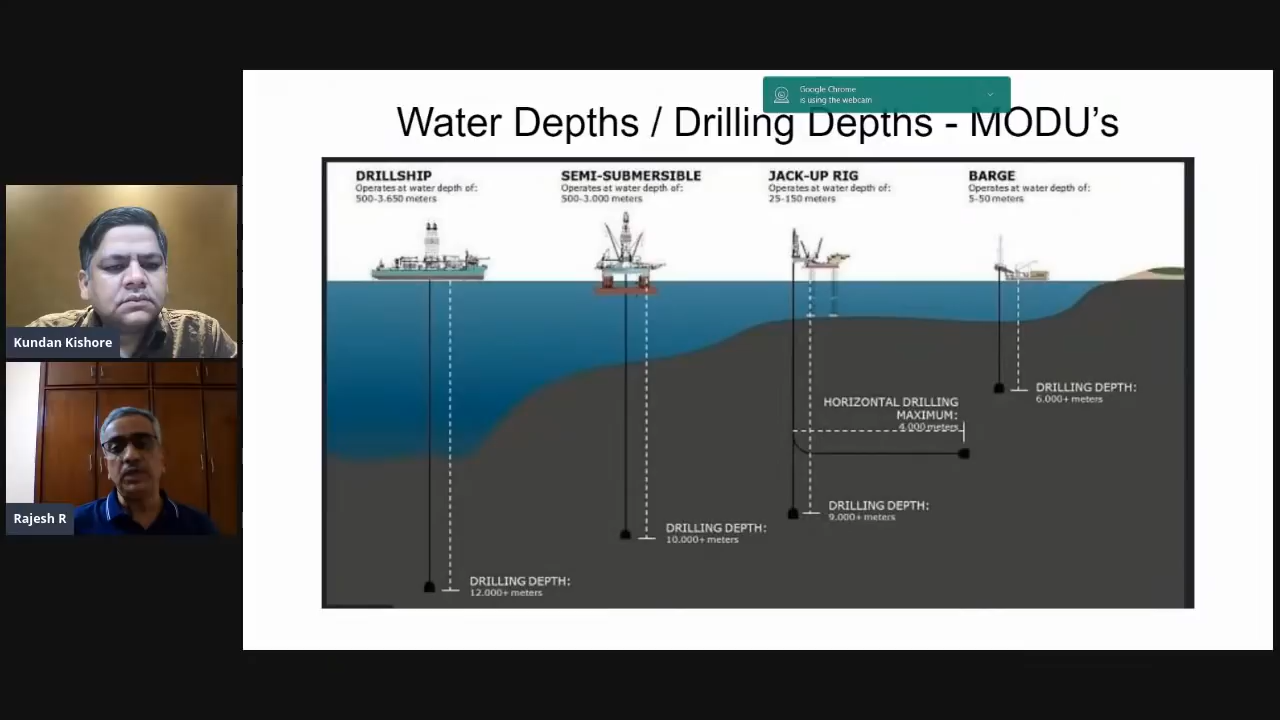 Google Chrome
is using the webcam
Water Depths / Drilling Depths - MODU's
DRILLSHIP
Operates at water depth of:
500-3.650 meters
SEMI-SUBMERSIBLE
Operates at water depth of:
500-3.000 meters
JACK-UP RIG
Operates at water depth of:
25-150 meters
BARGE
Operates at water depth of:
5-50 meters
Kundan Kishore
DRILLING DEPTH:
6.000+ meters
HORIZONTAL DRILLING
MAXIMUM:
4.000 meters
DRILLING DEPTH:
9.000+ meters
Rajesh R
DRILLING DEPTH:
10.000+ meters
DRILLING DEPTH:
12.000+ meters